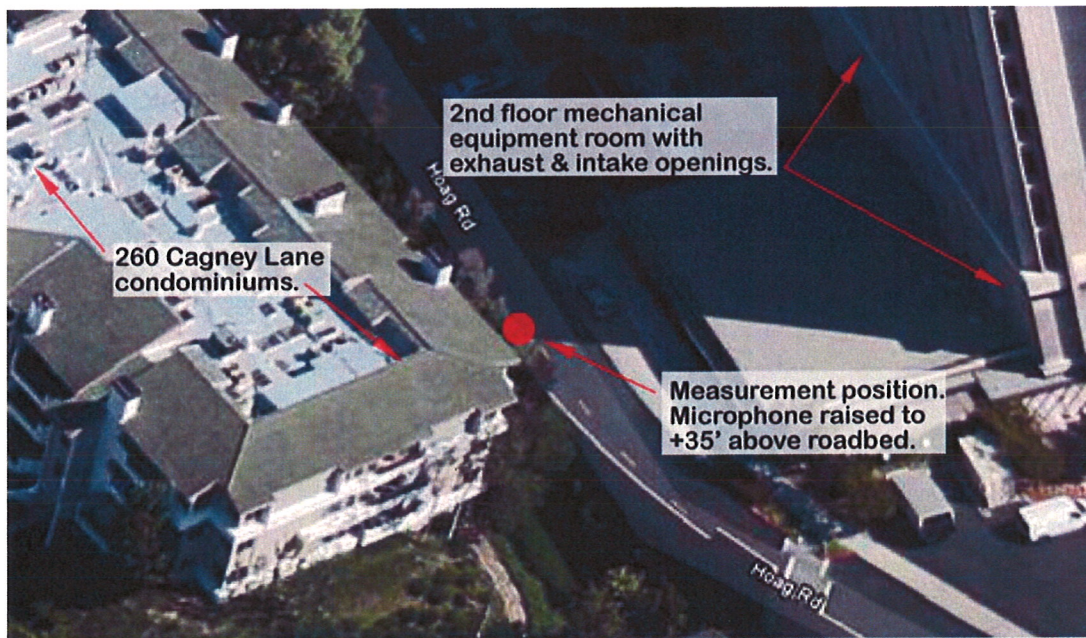 2nd floor mechanical
equipment room with
exhaust & intake openings.
Hoag Rd
260 Cagney Lane
condominiums.
Measurement position.
Microphone raised to
+35' above roadbed.
Hoag Rd